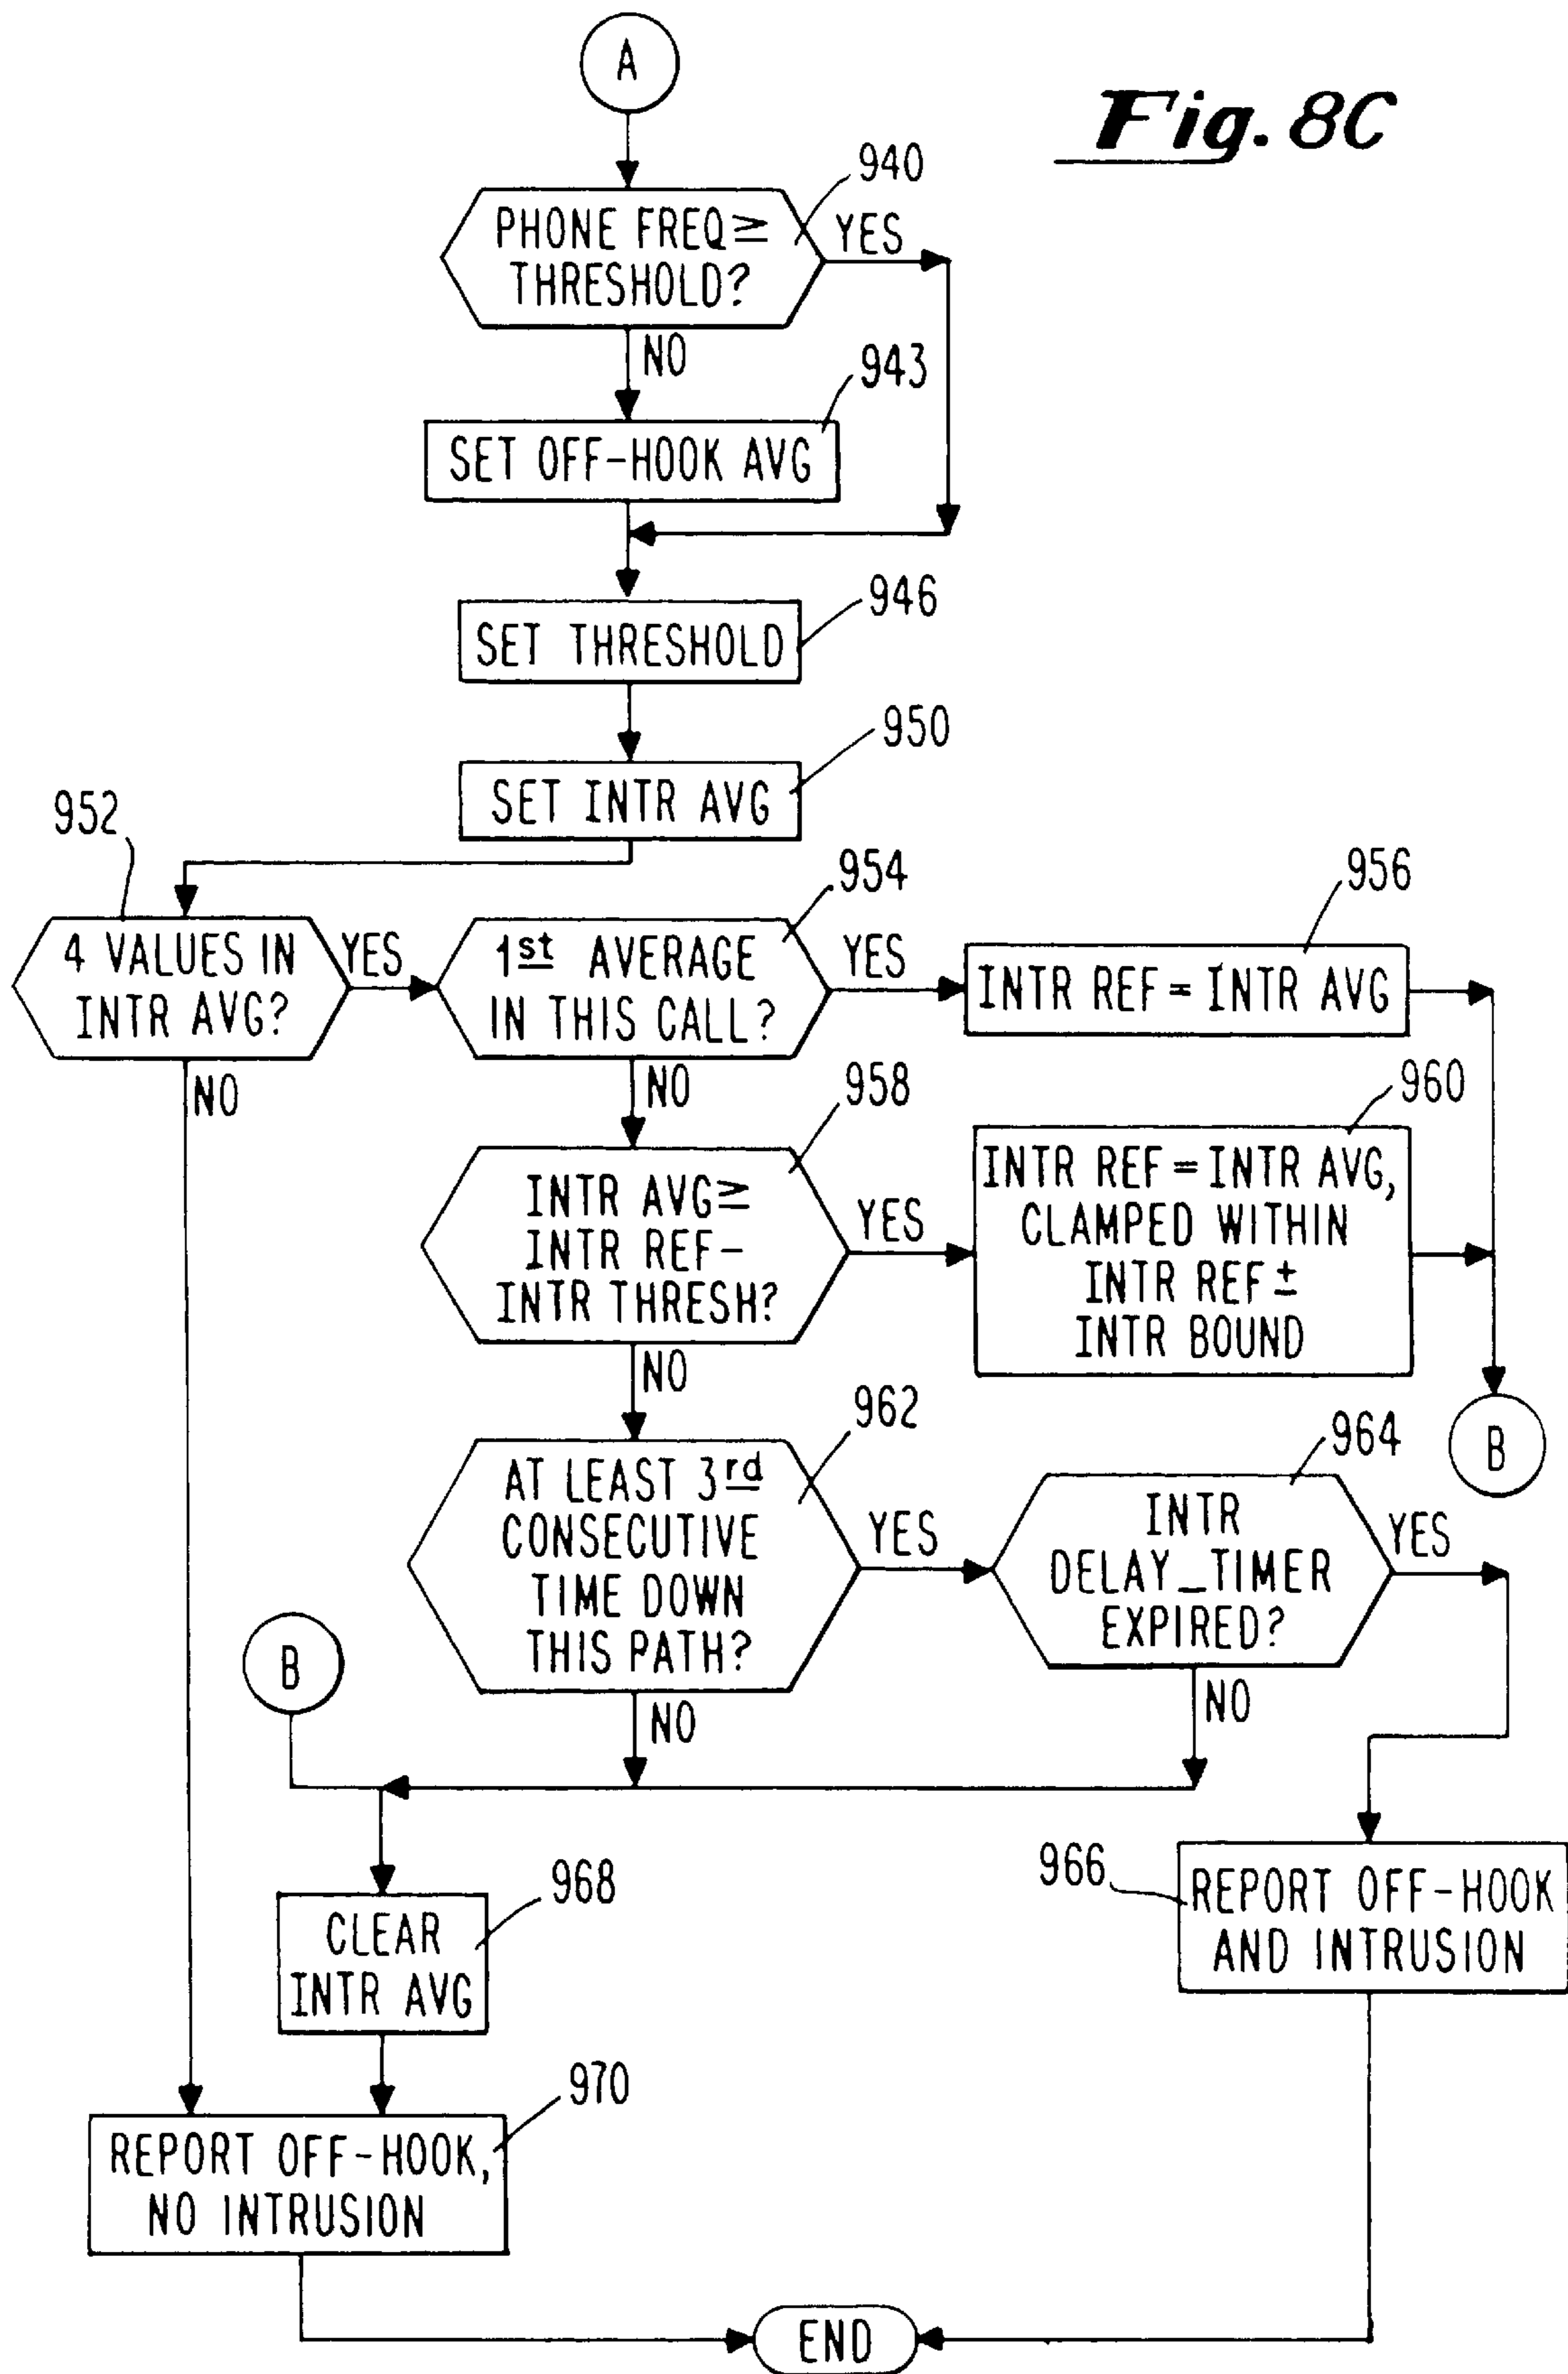 A
Fig. 8C
940
PHONE FREQ ≥
THRESHOLD?
YES
NO
943
SET OFF-HOOK AVG
946
SET THRESHOLD
950
SET INTR AVG
952
4 VALUES IN
INTR AVG?
YES
NO
954
1st AVERAGE
IN THIS CALL?
YES
NO
956
INTR REF = INTR AVG
958
INTR AVG ≥
INTR REF-
INTR THRESH?
YES
NO
960
INTR REF = INTR AVG,
CLAMPED WITHIN
INTR REF ±
INTR BOUND
B
962
AT LEAST 3rd
CONSECUTIVE
TIME DOWN
THIS PATH?
YES
NO
964
INTR
DELAY_TIMER
EXPIRED?
YES
NO
B
966
REPORT OFF-HOOK
AND INTRUSION
968
CLEAR
INTR AVG
970
REPORT OFF-HOOK,
NO INTRUSION
END